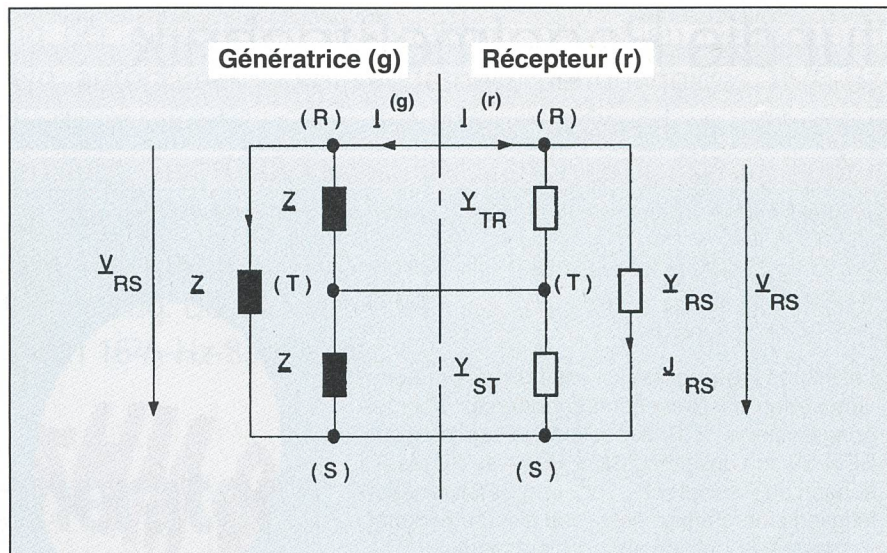 Génératrice (g) Récepteur (r)
I (g) I (r)
(R) (R)
Z Y TR
V RS Z (T) (T) Y RS V RS
Z Y ST J RS
(S) (S)